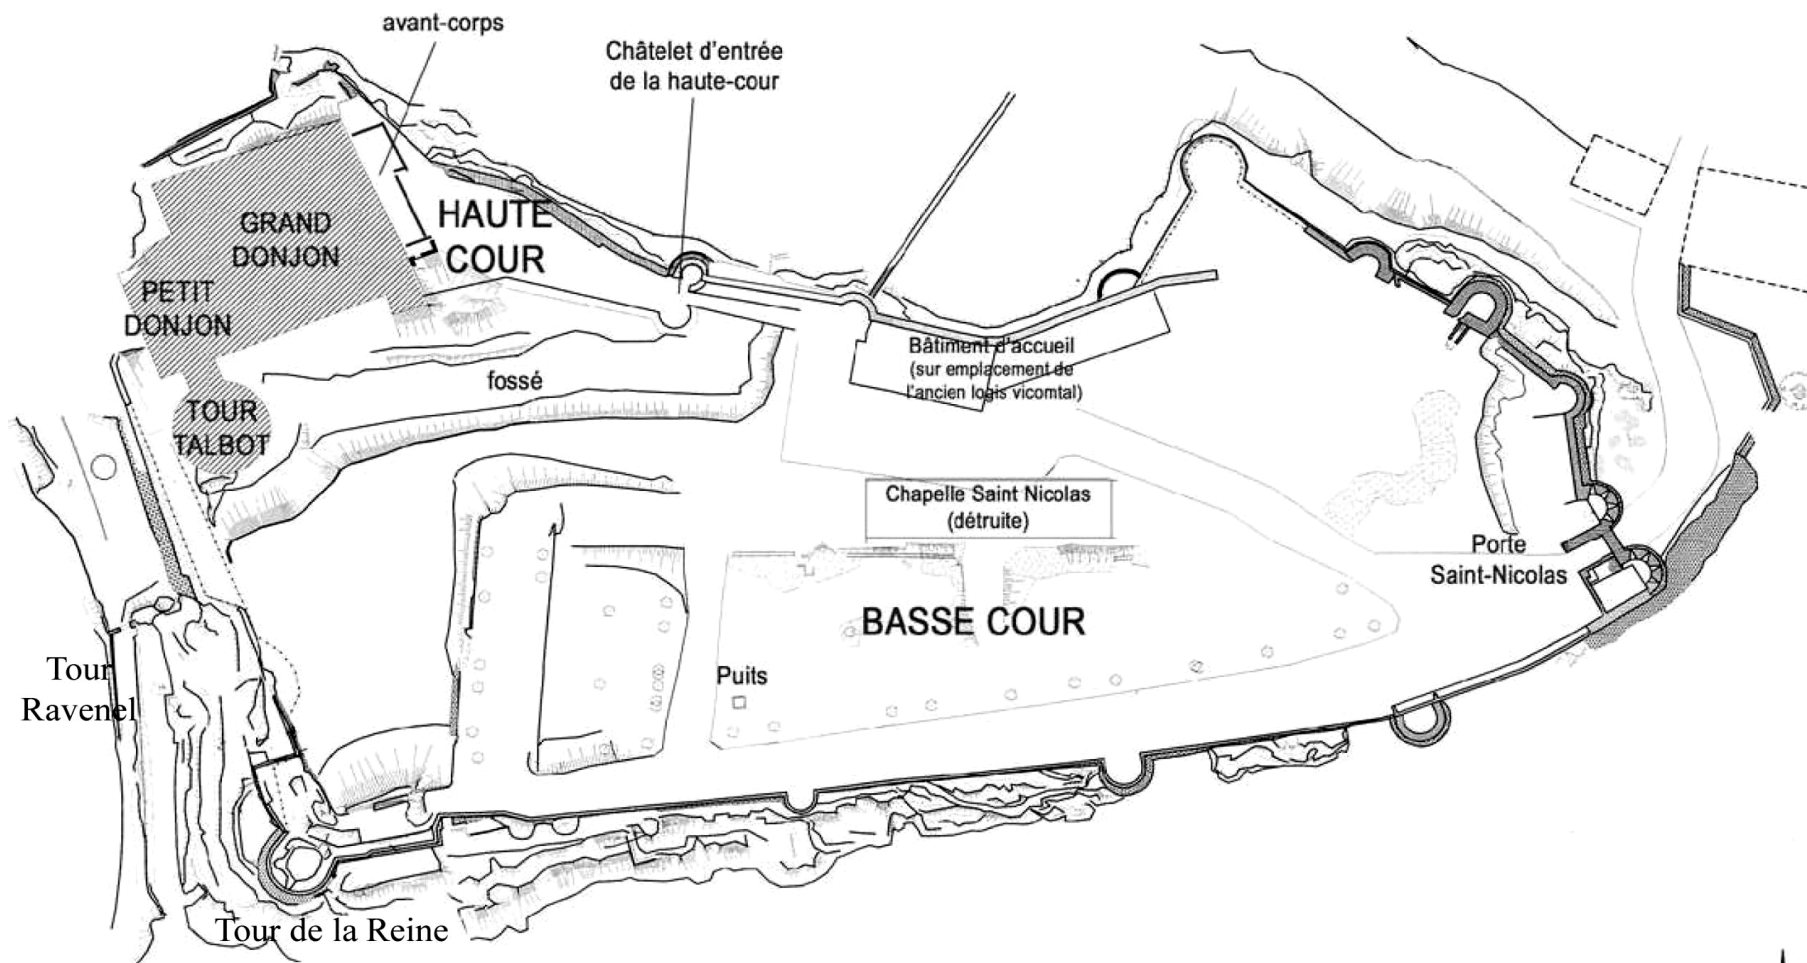 avant-corps
Châtelet d'entrée
de la haute-cour
GRAND
DONJON
HAUTE
COUR
PETIT
DONJON
Bâtiment d'accueil
(sur emplacement de
l'ancien logis vicomtal)
fossé
TOUR
TALBOT
Chapelle Saint Nicolas
(détruite)
Porte
Saint-Nicolas
BASSE COUR
Tour
Ravenel
Puits
Tour de la Reine